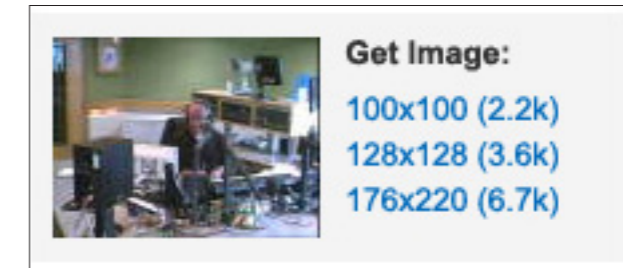 Get Image:
100x100 (2.2k)
128x128 (3.6k)
176x220 (6.7k)